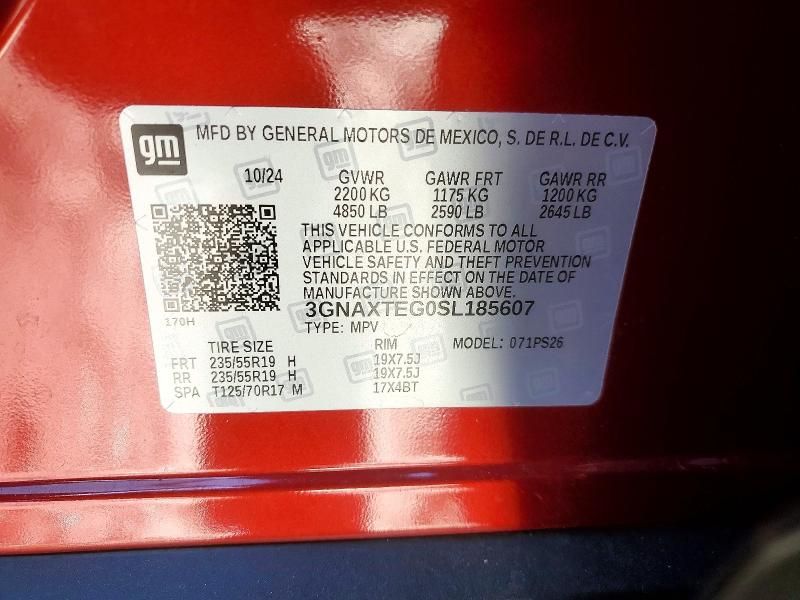 gm MFD BY GENERAL MOTORS DE MEXICO, S. DE R.L. DE C.V.
10/24 GVWR GAWR FRT GAWR RR
2200 KG 1175 KG 1200 KG
4850 LB 2590 LB 2645 LB
THIS VEHICLE CONFORMS TO ALL
APPLICABLE U.S. FEDERAL MOTOR
VEHICLE SAFETY AND THEFT PREVENTION
STANDARDS IN EFFECT ON THE DATE OF
MANUFACTURE SHOWN ABOVE.
3GNAXTEG0SL185607
170H
TYPE: MPV
TIRE SIZE RIM MODEL: 071PS26
FRT 235/55R19 H 19X7.5J
RR 235/55R19 H 19X7.5J
SPA T125/70R17 M 17X4BT